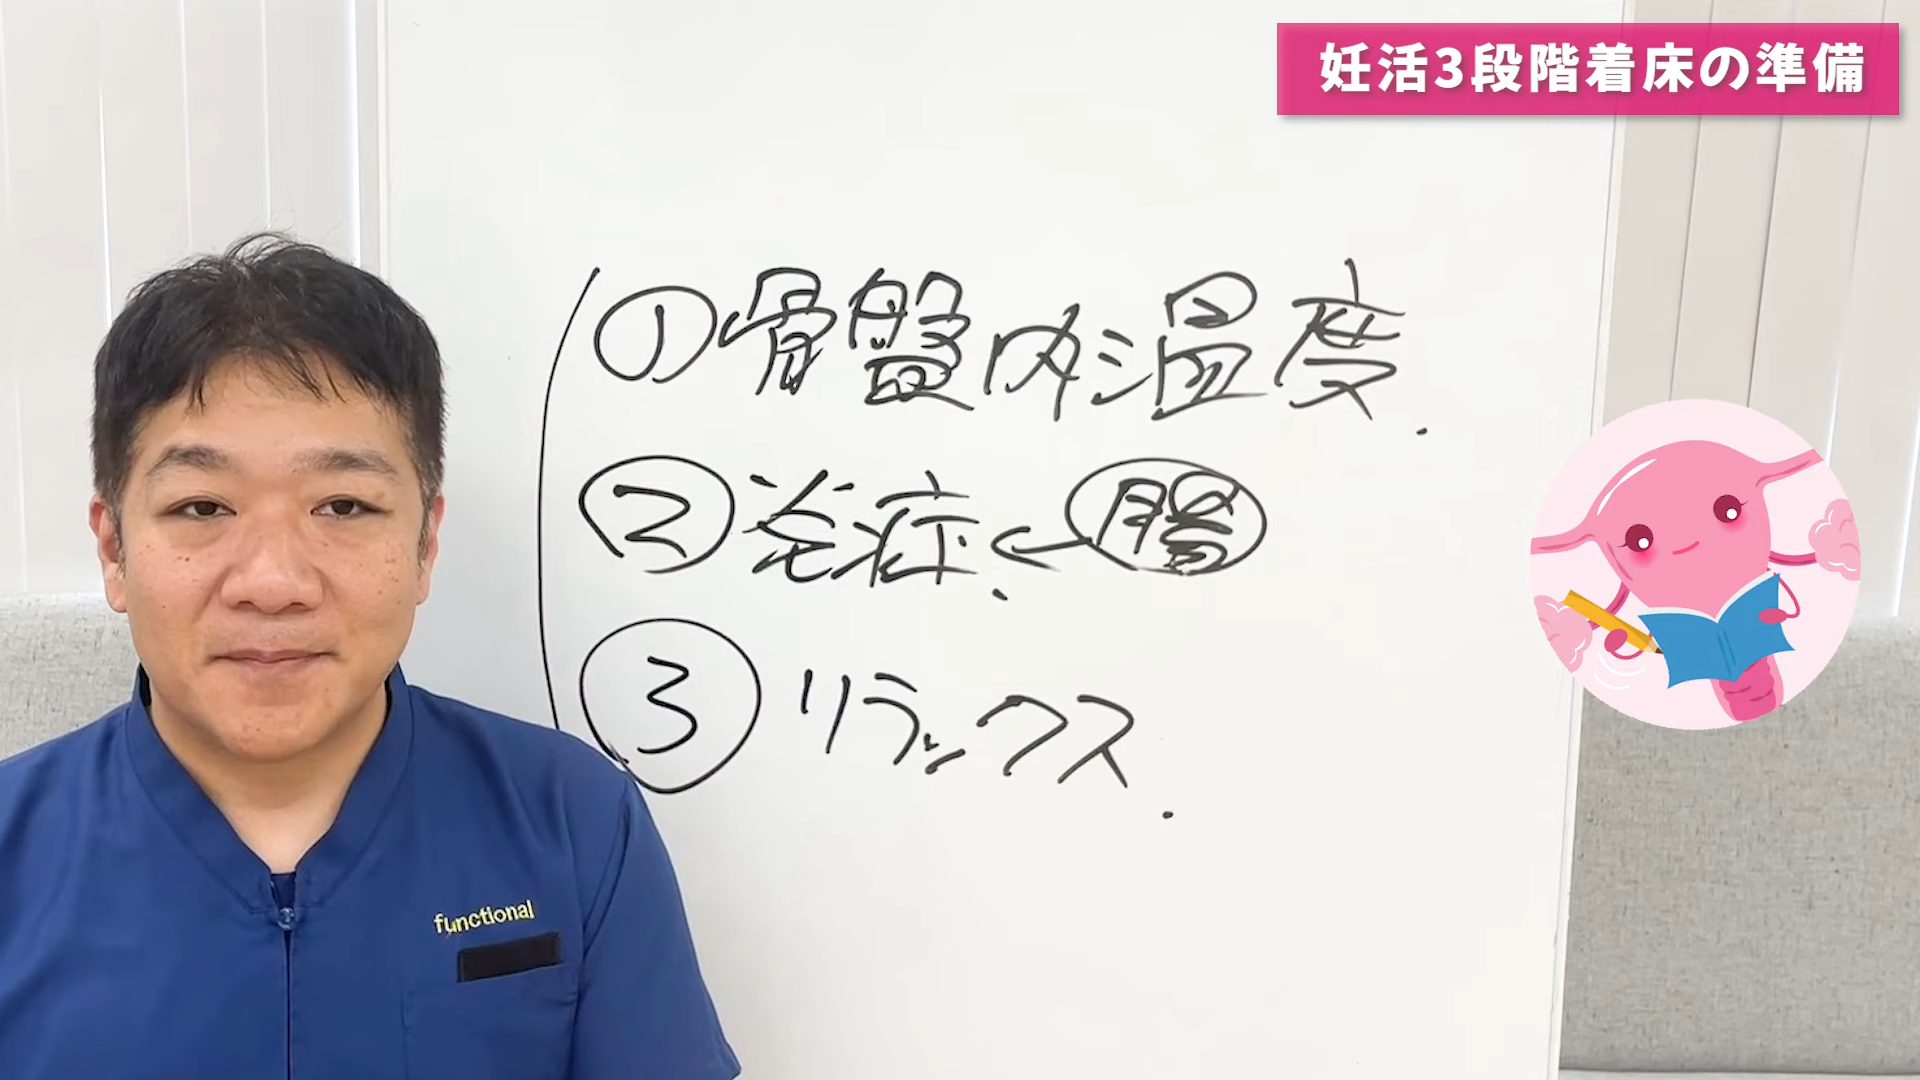 妊活3段階着床の準備
①骨盤内温度.
②炎症、←腸
③リラックス.
functional